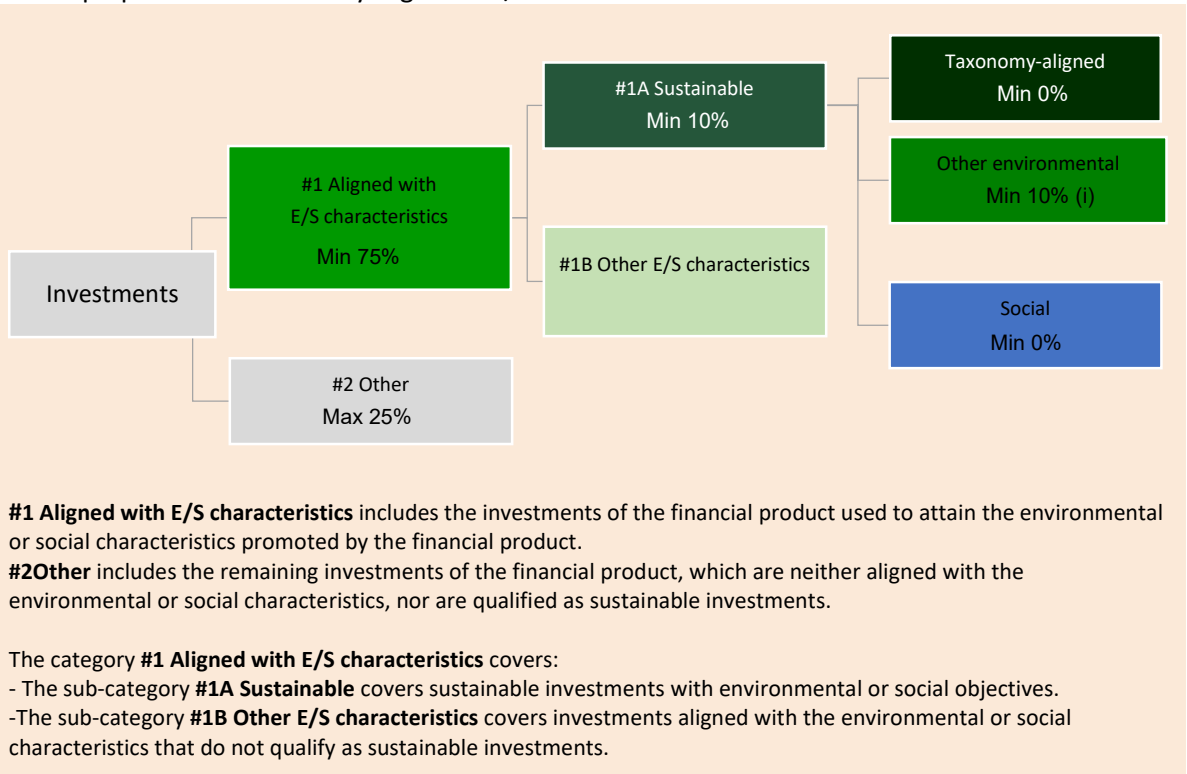 Taxonomy-aligned
Min 0%
#1A Sustainable
Min 10%
Other environmental
Min 10% (i)
#1 Aligned with
E/S characteristics
Min 75%
#1B Other E/S characteristics
Investments
Social
Min 0%
#2 Other
Max 25%
#1 Aligned with E/S characteristics includes the investments of the financial product used to attain the environmental
or social characteristics promoted by the financial product.
#2Other includes the remaining investments of the financial product, which are neither aligned with the
environmental or social characteristics, nor are qualified as sustainable investments.
The category #1 Aligned with E/S characteristics covers:
- The sub-category #1A Sustainable covers sustainable investments with environmental or social objectives.
-The sub-category #1B Other E/S characteristics covers investments aligned with the environmental or social
characteristics that do not qualify as sustainable investments.